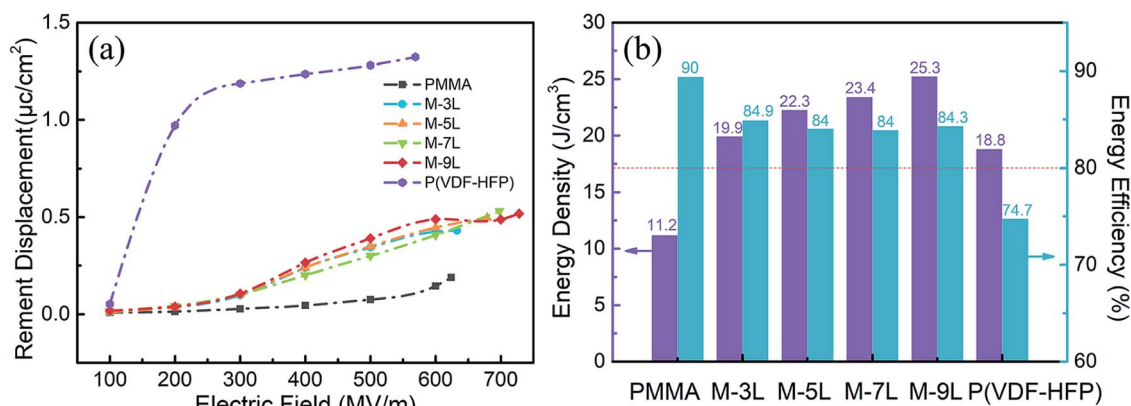 (a)
Rement Displacement(μc/cm²)
1.5
1.0
0.5
0.0
PMMA
M-3L
M-5L
M-7L
M-9L
P(VDF-HFP)
100 200 300 400 500 600 700
Electric Field (MV/m)
(b)
Energy Density (J/cm³)
30
25
20
15
10
5
0
11.2
90
19.9
84.9
22.3
84
23.4
84
25.3
84.3
18.8
74.7
90
80
70
60
Energy Efficiency (%)
PMMA M-3L M-5L M-7L M-9L P(VDF-HFP)